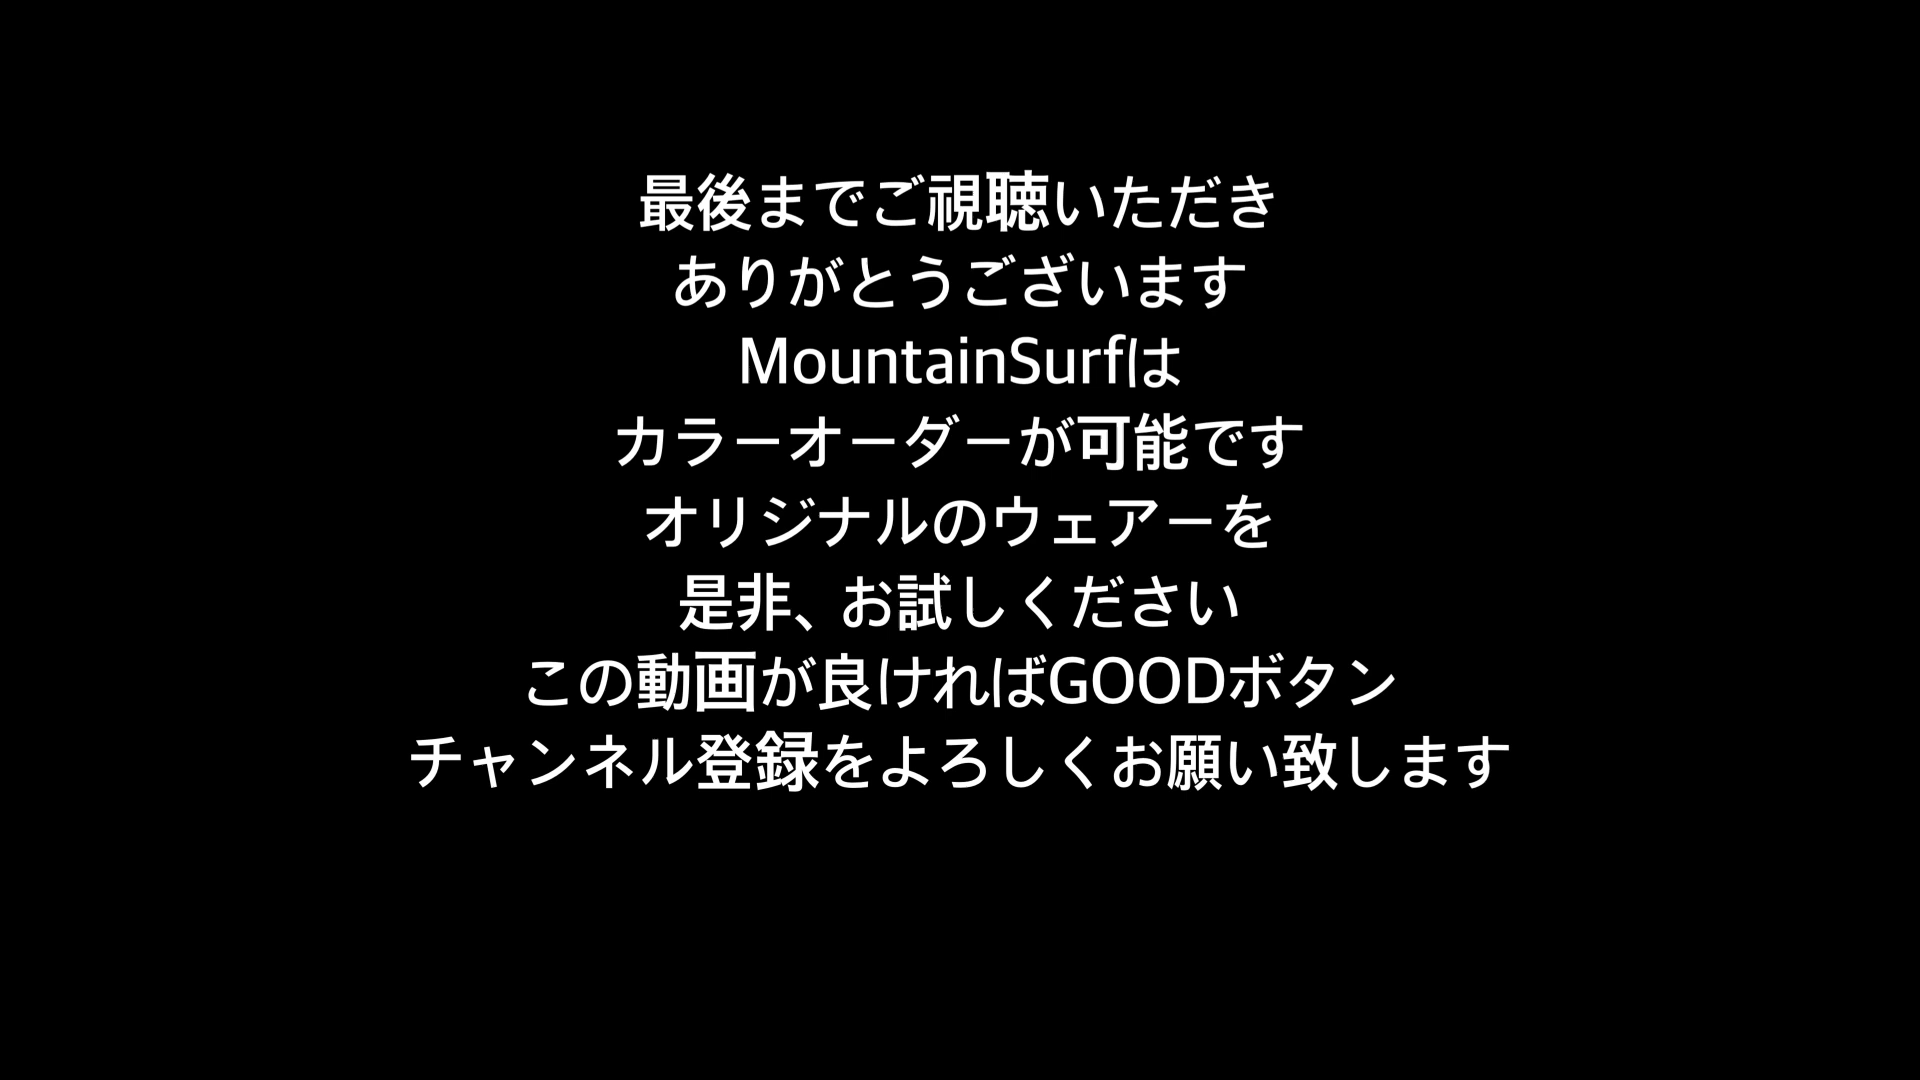 最後までご視聴いただき
ありがとうございます
MountainSurfは
カラーオーダーが可能です
オリジナルのウェアーを
是非、お試しください
この動画が良ければGOODボタン
チャンネル登録をよろしくお願い致します